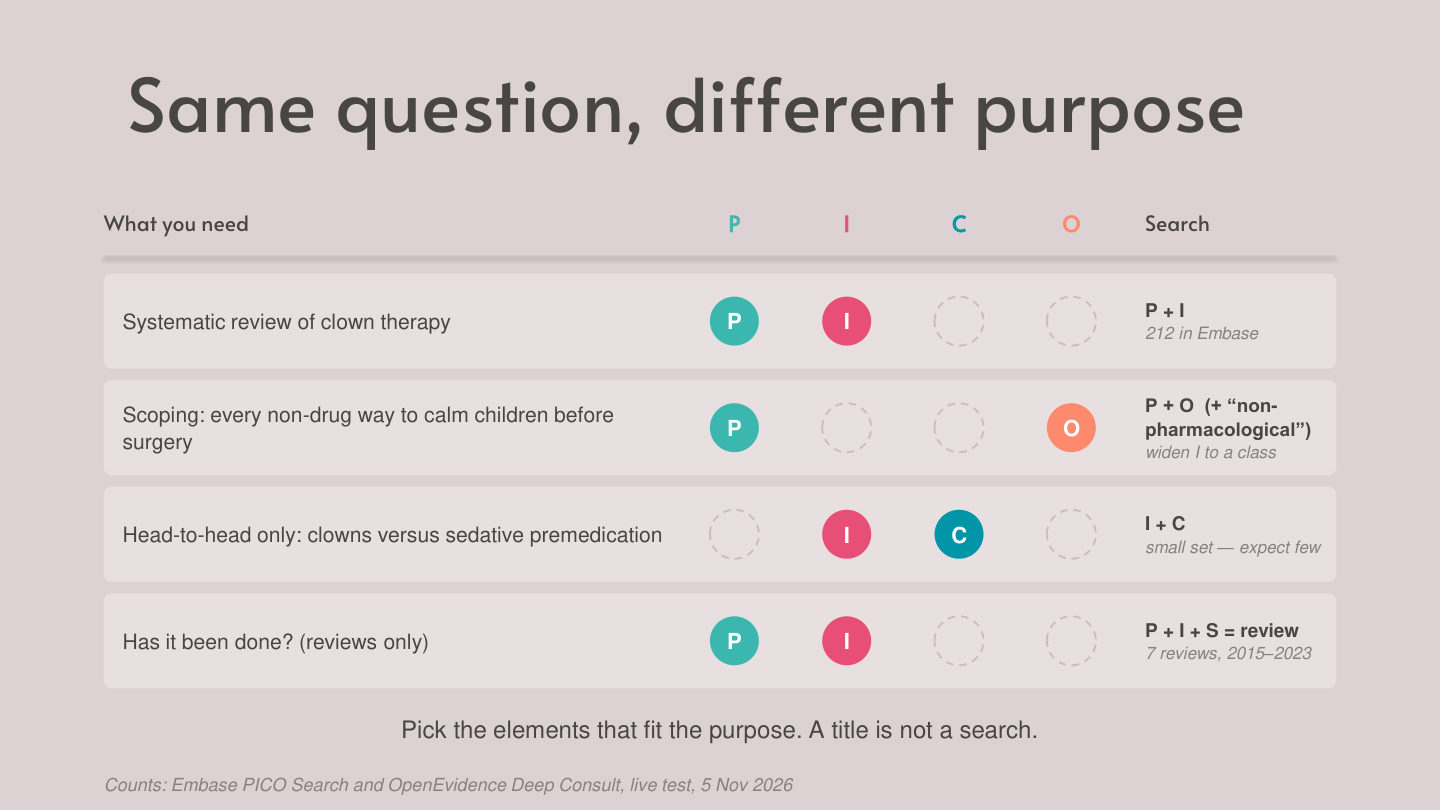 Same question, different purpose
What you need P I C O Search
Systematic review of clown therapy P I P + I
212 in Embase
Scoping: every non-drug way to calm children before
surgery
P O P + O (+ “non-
pharmacological”)
widen I to a class
Head-to-head only: clowns versus sedative premedication I C I + C
small set — expect few
Has it been done? (reviews only) P I P + I + S = review
7 reviews, 2015–2023
Pick the elements that fit the purpose. A title is not a search.
Counts: Embase PICO Search and OpenEvidence Deep Consult, live test, 5 Nov 2026